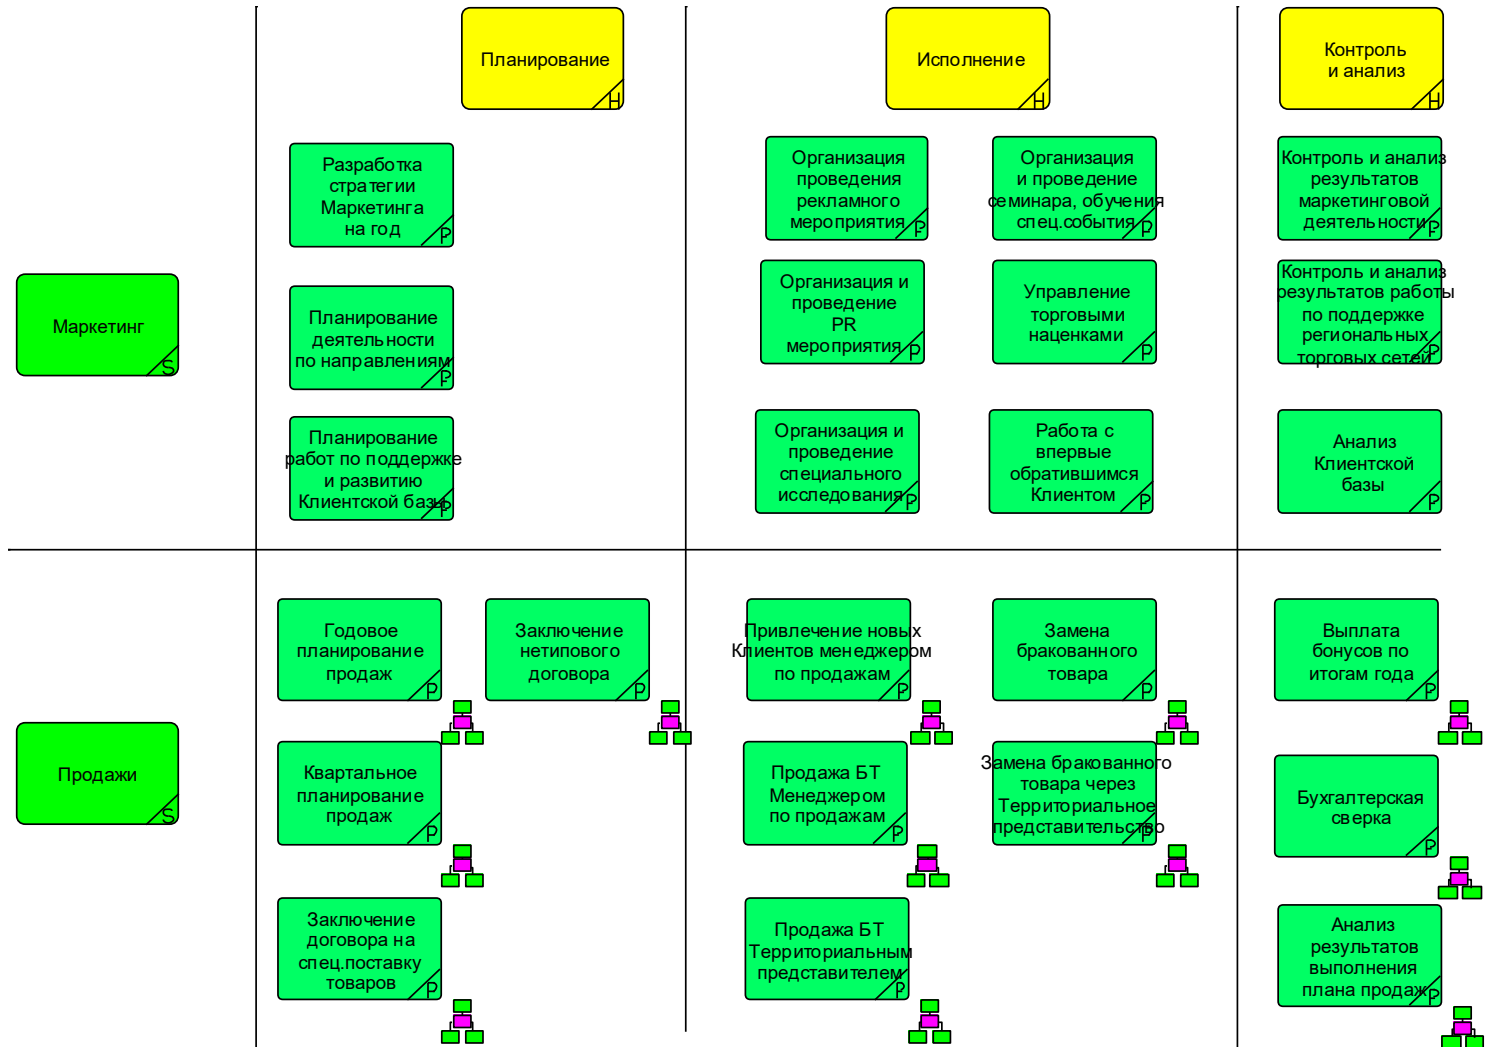 Планирование
H
Исполнение
H
Контроль
и анализ
H
Маркетинг
S
Разработка
стратегии
Маркетинга
на год
P
Планирование
деятельности
по направлениям
P
Планирование
работ по поддержке
и развитию
Клиентской базы
P
Организация
проведения
рекламного
мероприятия
P
Организация
и проведение
семинара, обучения
спец.события
P
Организация и
проведение
PR
мероприятия
P
Управление
торговыми
наценками
P
Организация и
проведение
специального
исследования
P
Работа с
впервые
обратившимся
Клиентом
P
Контроль и анализ
результатов
маркетинговой
деятельности
P
Контроль и анализ
результатов работы
по поддержке
региональных
торговых сетей
P
Анализ
Клиентской
базы
P
Продажи
S
Годовое
планирование
продаж
P
Заключение
нетипового
договора
P
Квартальное
планирование
продаж
P
Заключение
договора на
спец.поставку
товаров
P
Привлечение новых
Клиентов менеджером
по продажам
P
Замена
бракованного
товара
P
Продажа БТ
Менеджером
по продажам
P
Замена бракованного
товара через
Территориальное
представительство
P
Продажа БТ
Территориальным
представителем
P
Выплата
бонусов по
итогам года
P
Бухгалтерская
сверка
P
Анализ
результатов
выполнения
плана продаж
P